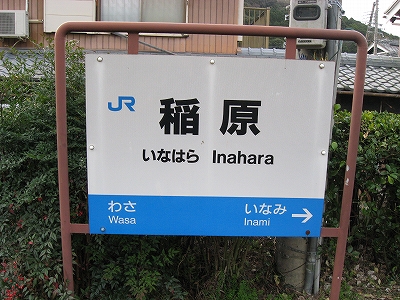 JR 稲原
いなはら Inahara
わさ いなみ
Wasa Inami →